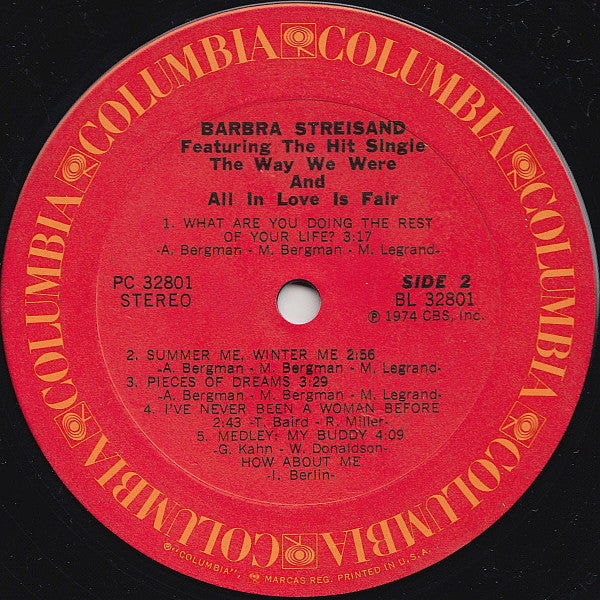 COLUMBIA COLUMBIA COLUMBIA COLUMBIA COLUMBIA COLUMBIA
BARBRA STREISAND
Featuring The Hit Single
The Way We Were
And
All In Love Is Fair
1. WHAT ARE YOU DOING THE REST
OF YOUR LIFE? 3:17
-A. Bergman - M. Bergman - M. Legrand-
PC 32801
STEREO
SIDE 2
BL 32801
℗ 1974 CBS, Inc.
2. SUMMER ME, WINTER ME 2:56
-A. Bergman - M. Bergman - M. Legrand-
3. PIECES OF DREAMS 3:29
-A. Bergman - M. Bergman - M. Legrand-
4. I'VE NEVER BEEN A WOMAN BEFORE
2:43 -T. Baird - R. Miller-
5. MEDLEY: MY BUDDY 4:09
-G. Kahn - W. Donaldson-
HOW ABOUT ME
-I. Berlin-
®"COLUMBIA", MARCAS REG. PRINTED IN U.S.A.